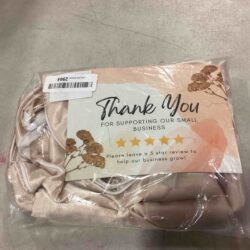 Thank You
FOR SUPPORTING OUR SMALL
BUSINESS
Please leave a 5 star review to
help our business grow!